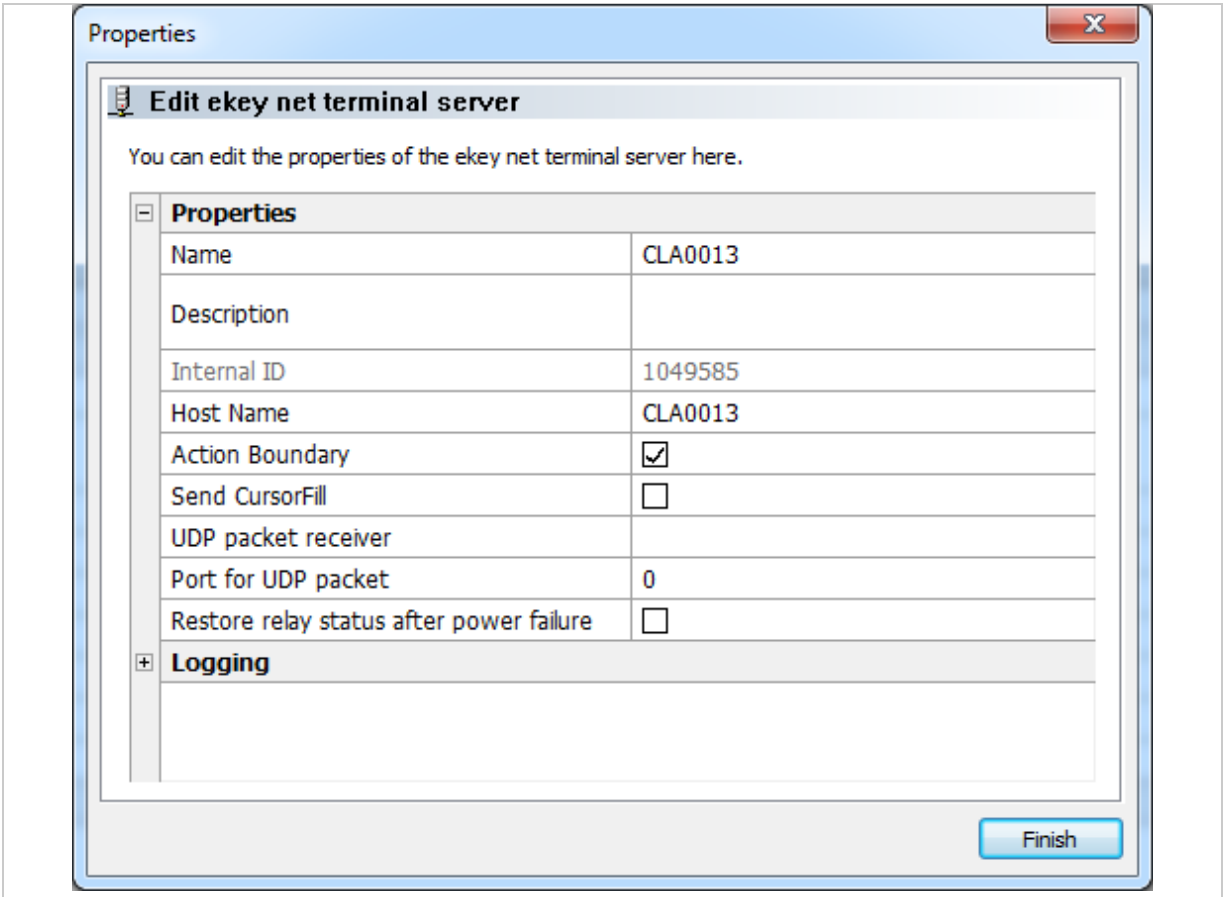 Properties
Edit ekey net terminal server
You can edit the properties of the ekey net terminal server here.
Properties
Name CLA0013
Description
Internal ID 1049585
Host Name CLA0013
Action Boundary
Send CursorFill
UDP packet receiver
Port for UDP packet 0
Restore relay status after power failure
Logging
Finish